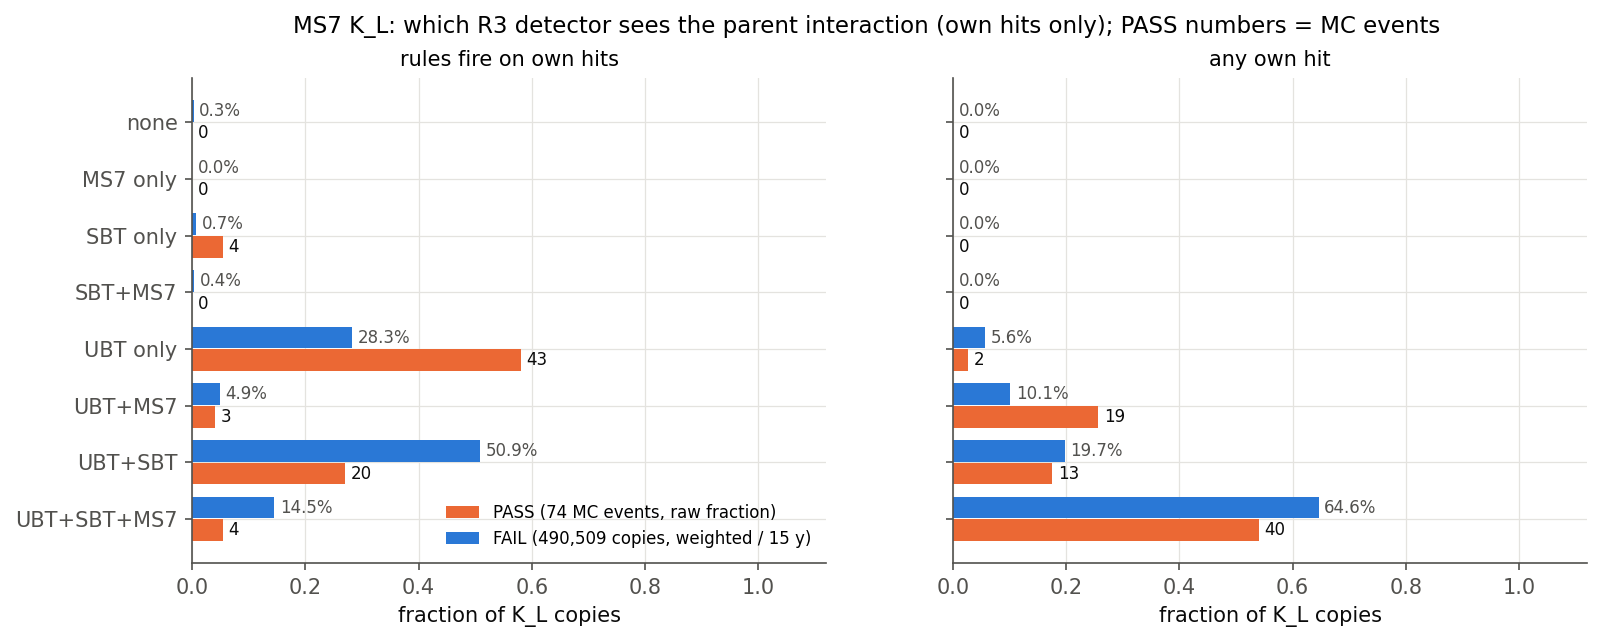 MS7 K_L: which R3 detector sees the parent interaction (own hits only); PASS numbers = MC events
rules fire on own hits
none
0.3%
0
MS7 only
0.0%
0
SBT only
0.7%
4
SBT+MS7
0.4%
0
UBT only
28.3%
43
UBT+MS7
4.9%
3
UBT+SBT
50.9%
20
UBT+SBT+MS7
14.5%
4
PASS (74 MC events, raw fraction)
FAIL (490,509 copies, weighted / 15 y)
0.0 0.2 0.4 0.6 0.8 1.0
fraction of K_L copies
any own hit
0.0%
0
0.0%
0
0.0%
0
0.0%
0
5.6%
2
10.1%
19
19.7%
13
64.6%
40
0.0 0.2 0.4 0.6 0.8 1.0
fraction of K_L copies